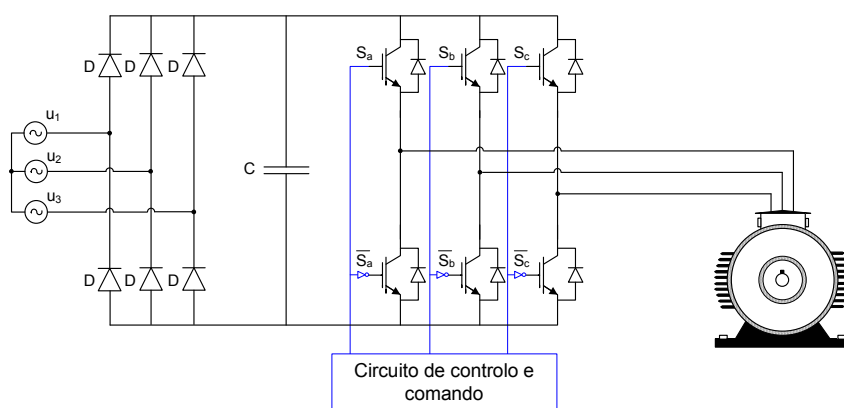 S_a
S_b
S_c
D
D
D
u_1
u_2
u_3
C
S̅_a
S̅_b
S̅_c
D
D
D
Circuito de controlo e
comando